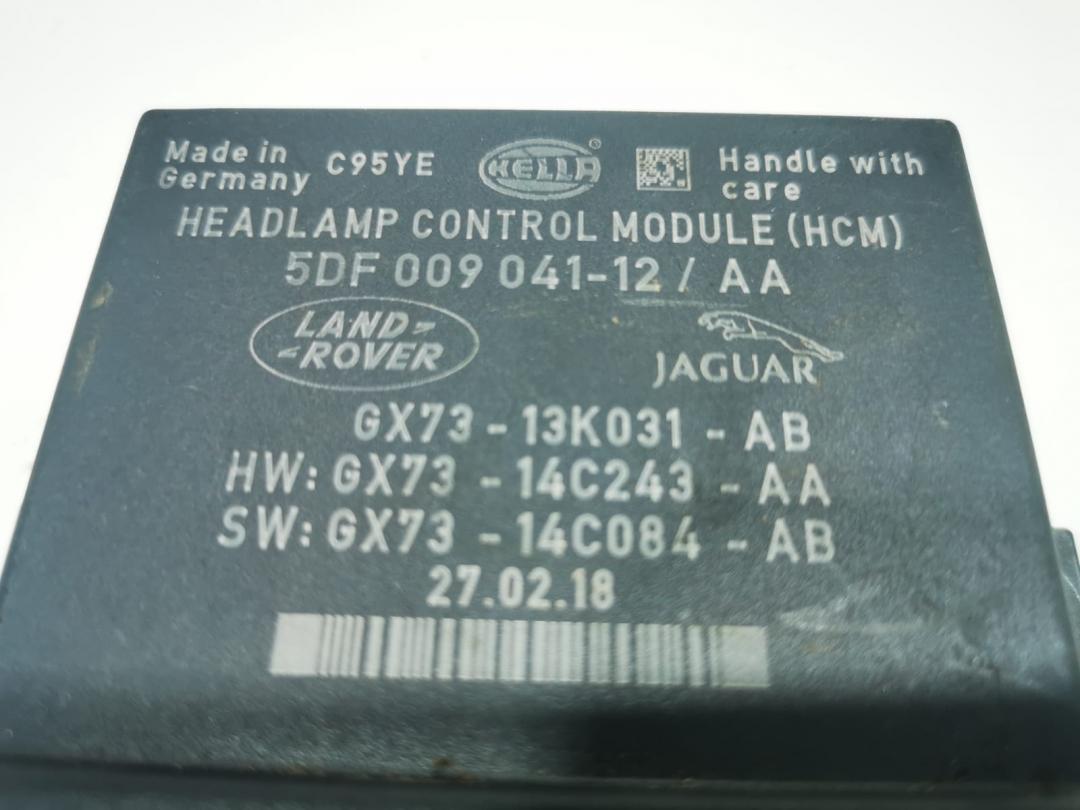 Made in Germany C95YE HELLA ® Handle with care
HEADLAMP CONTROL MODULE (HCM)
5DF 009 041-12 / AA
LAND-
-ROVER
JAGUAR
GX73 - 13K031 - AB
HW: GX73 - 14C243 - AA
SW: GX73 - 14C084 - AB
27.02.18